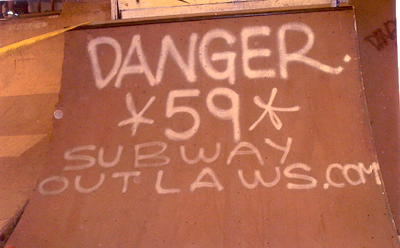 DANGER.
*59*
SUBWAY
OUTLAWS.COM